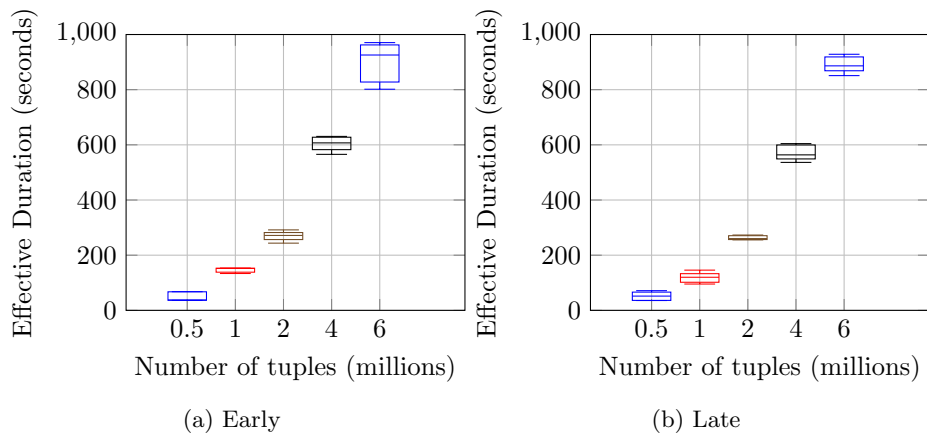 0
200
400
600
800
1,000
0.5 1 2 4 6
Number of tuples (millions)
Effective Duration (seconds)
(a) Early
0
200
400
600
800
1,000
0.5 1 2 4 6
Number of tuples (millions)
Effective Duration (seconds)
(b) Late